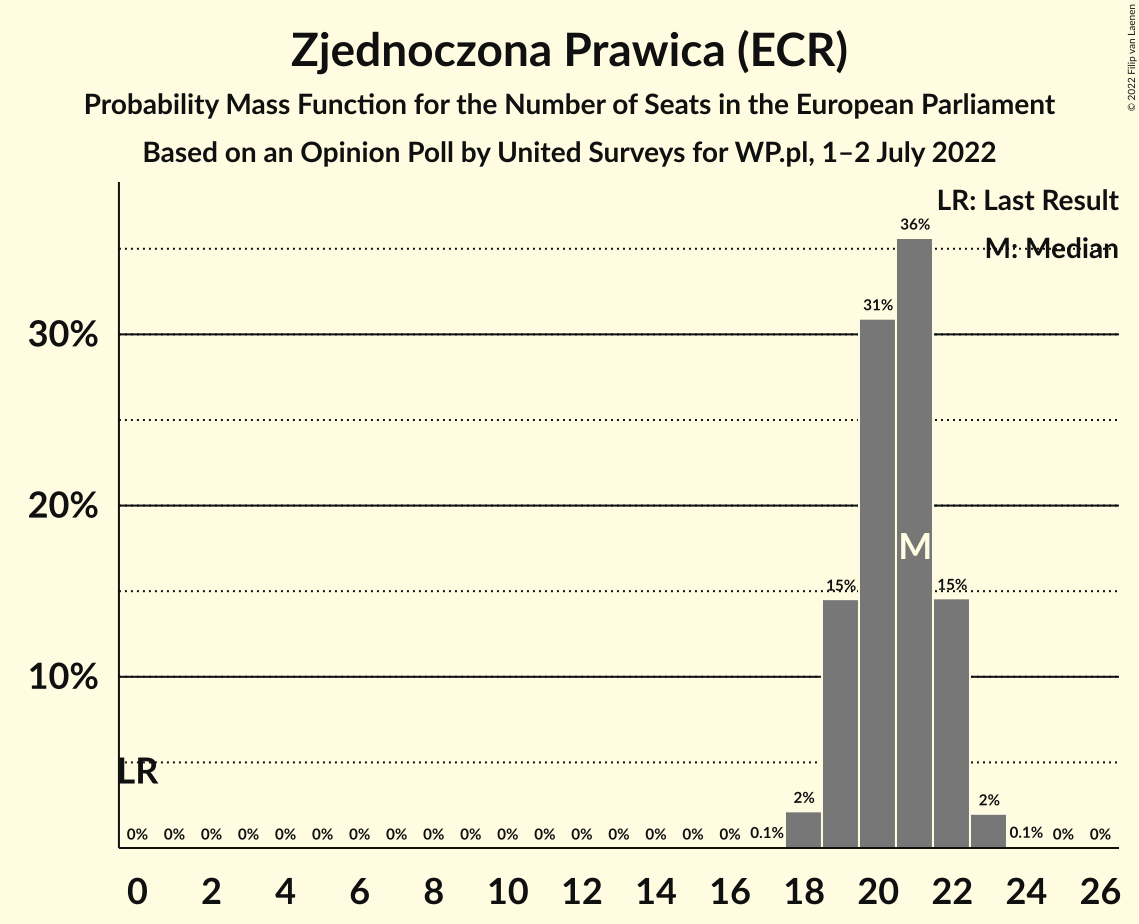 Zjednoczona Prawica (ECR)
Probability Mass Function for the Number of Seats in the European Parliament
Based on an Opinion Poll by United Surveys for WP.pl, 1–2 July 2022
© 2022 Filip van Laenen
LR: Last Result
M: Median
30%
20%
10%
LR
M
0% 0% 0% 0% 0% 0% 0% 0% 0% 0% 0% 0% 0% 0% 0% 0% 0% 0.1% 2% 15% 31% 36% 15% 2% 0.1% 0% 0%
0 2 4 6 8 10 12 14 16 18 20 22 24 26